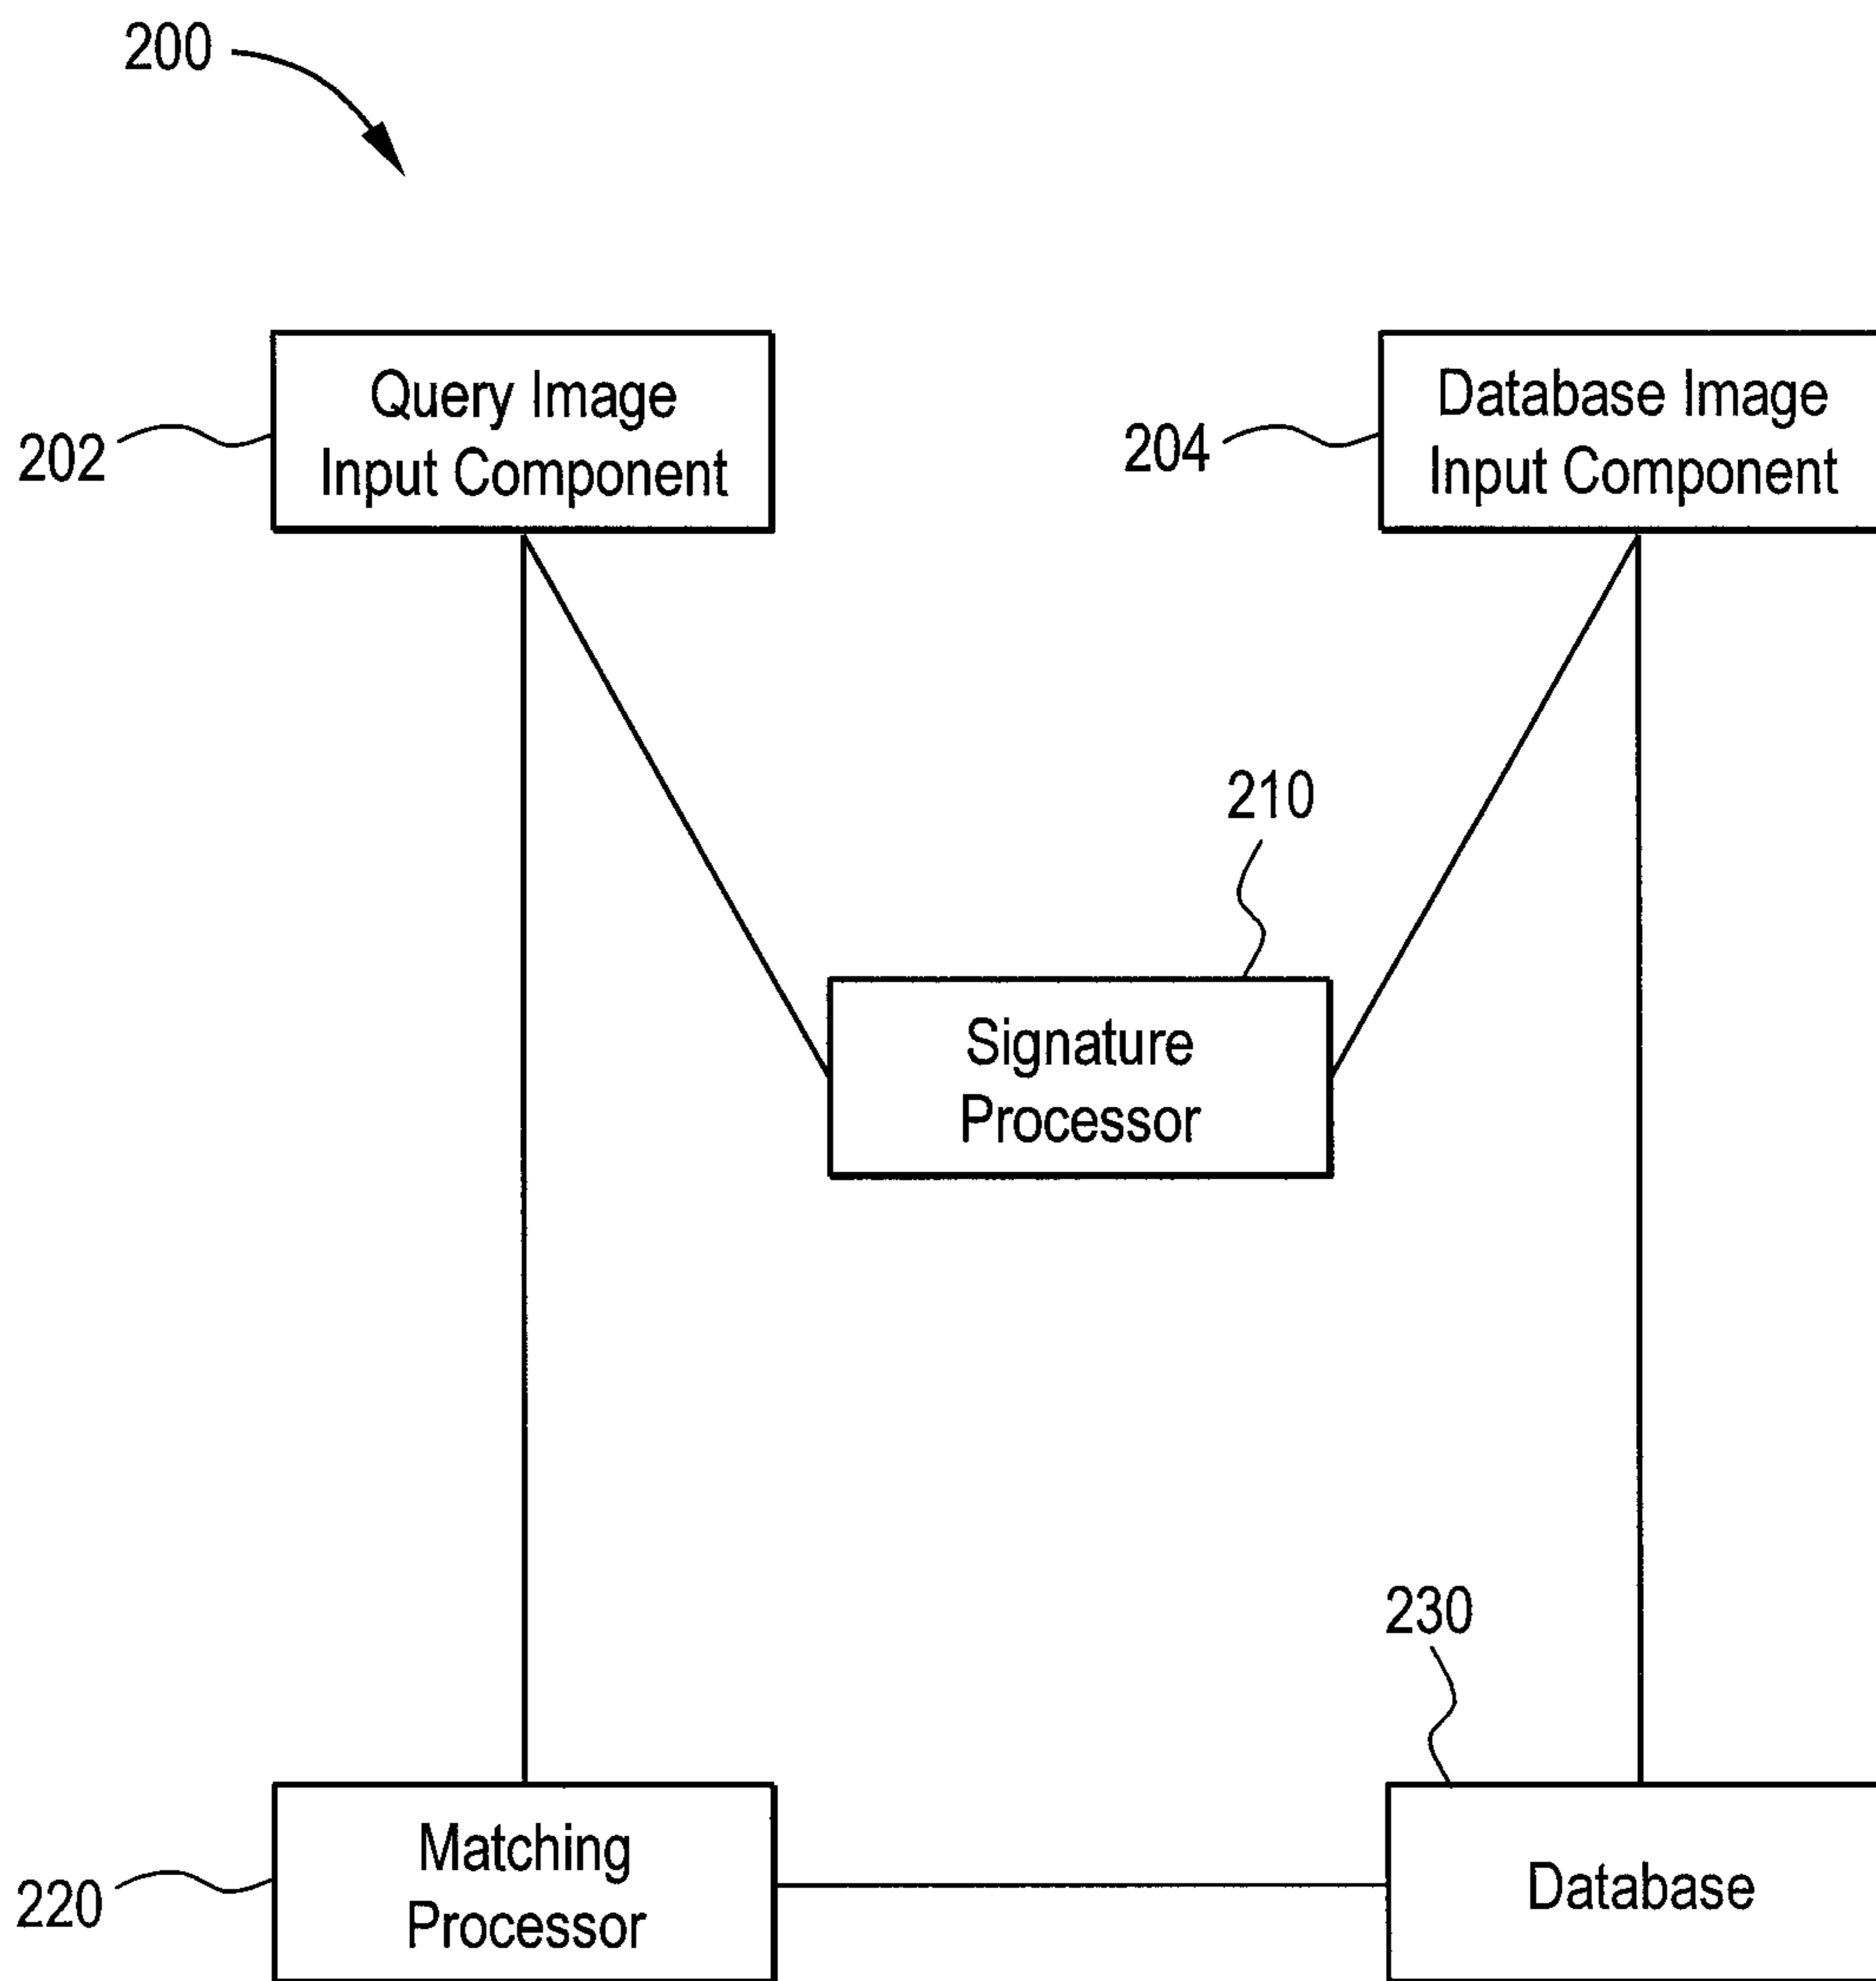 200
Query Image
Input Component
202
Database Image
Input Component
204
210
Signature
Processor
230
Matching
Processor
220
Database